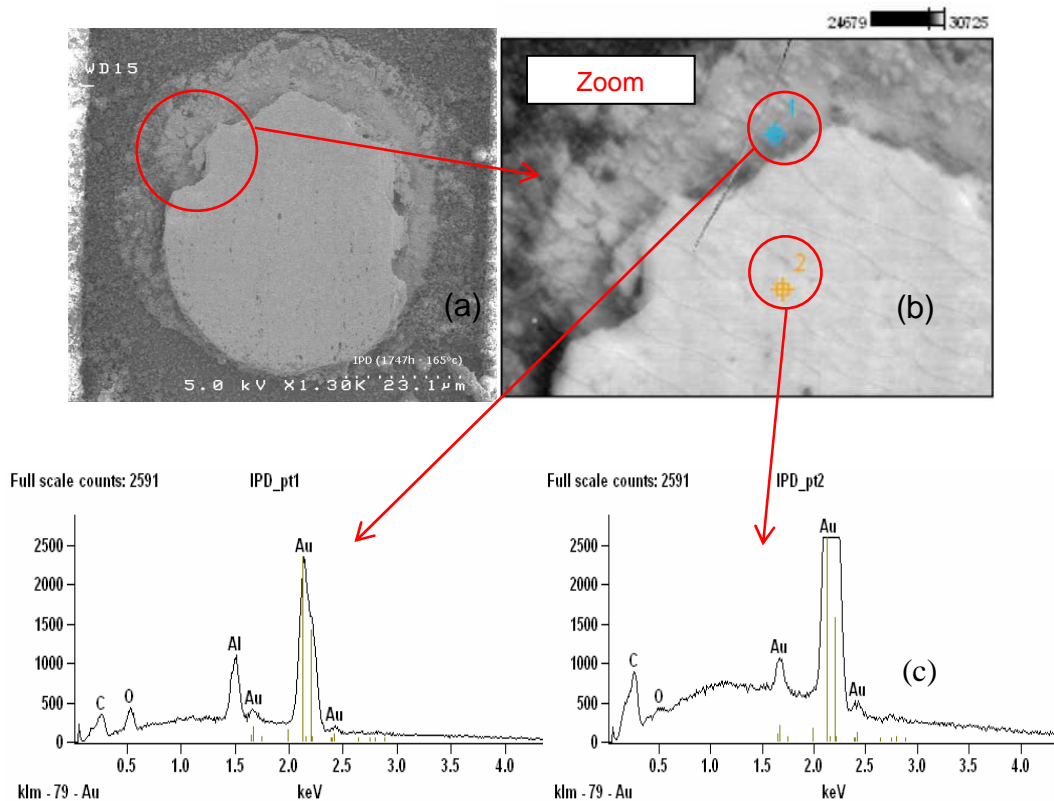 24679 30725
WD15
Zoom
1
2
(a)
(b)
IPD (1747h - 165°c)
5.0 kV X1.30K 23.1µm
Full scale counts: 2591 IPD_pt1
Au
2500
2000
1500
Al
1000
Au
C
O
500
Au
0
0.5 1.0 1.5 2.0 2.5 3.0 3.5 4.0
klm - 79 - Au keV
Full scale counts: 2591 IPD_pt2
Au
2500
2000
1500
Au
C
1000
(c)
O
Au
500
0
0.5 1.0 1.5 2.0 2.5 3.0 3.5 4.0
klm - 79 - Au keV